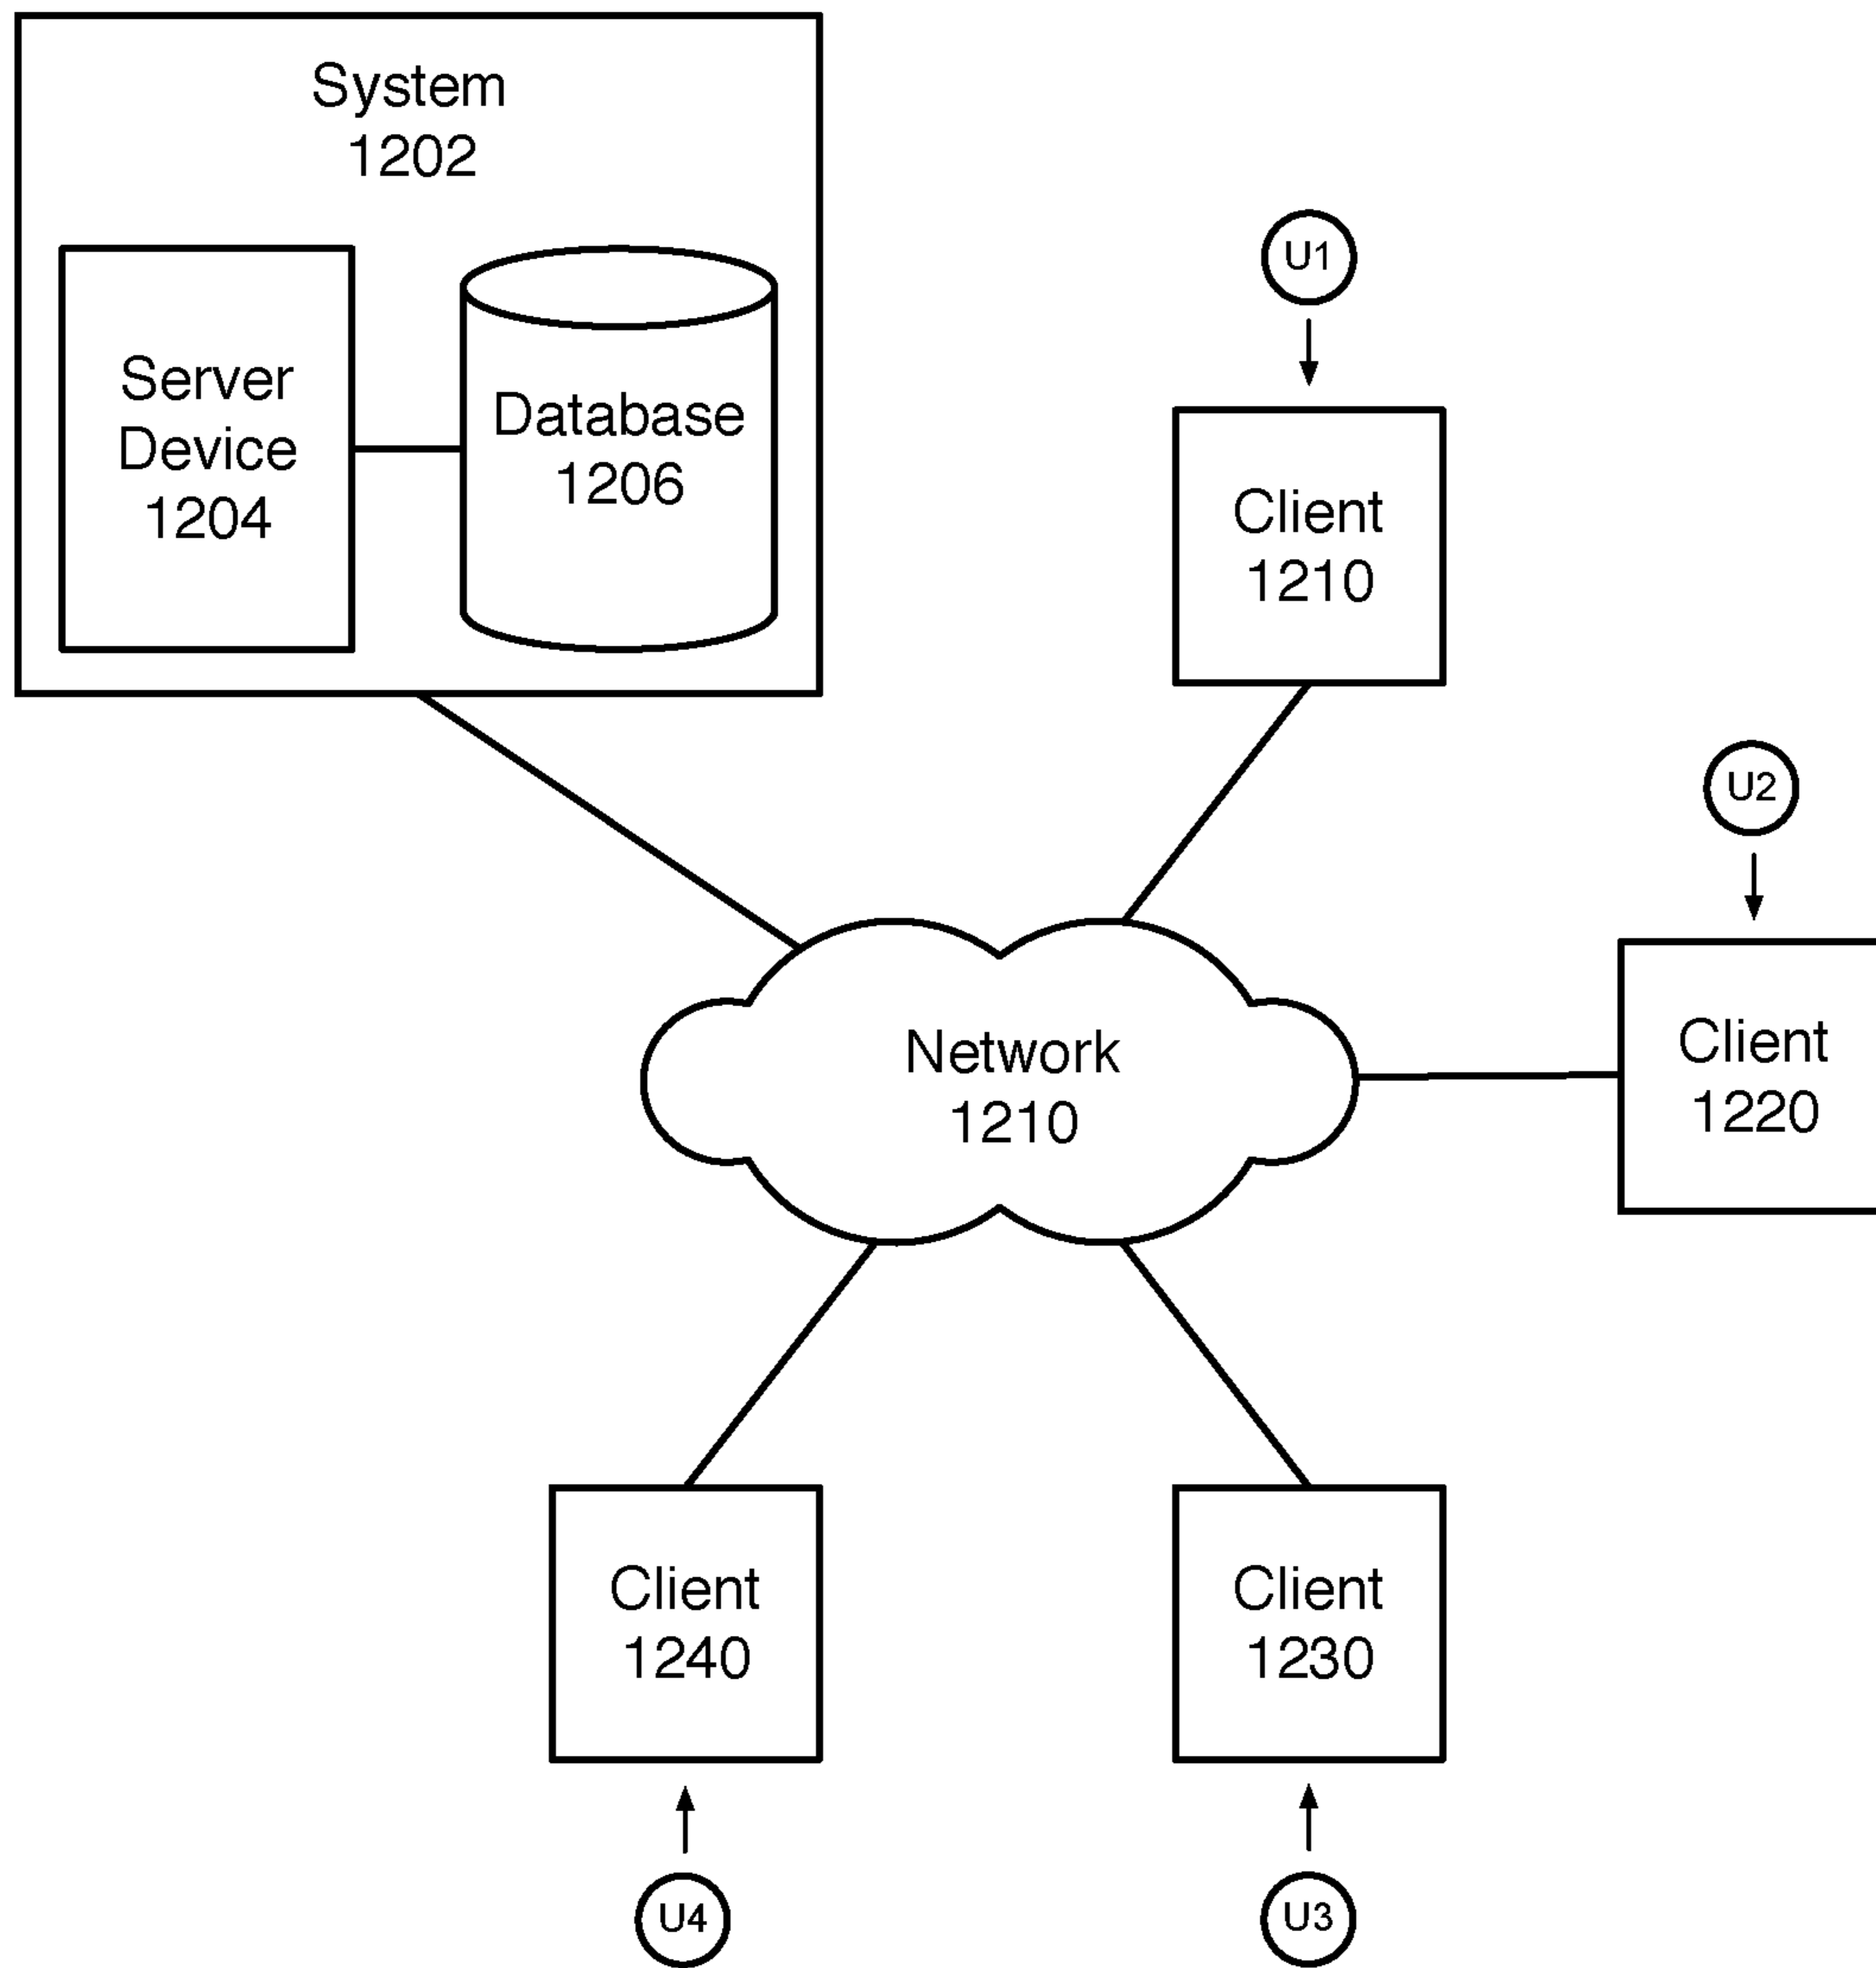 System
1202
Server
Device
1204
Database
1206
U1
Client
1210
U2
Client
1220
Network
1210
Client
1240
Client
1230
U4
U3